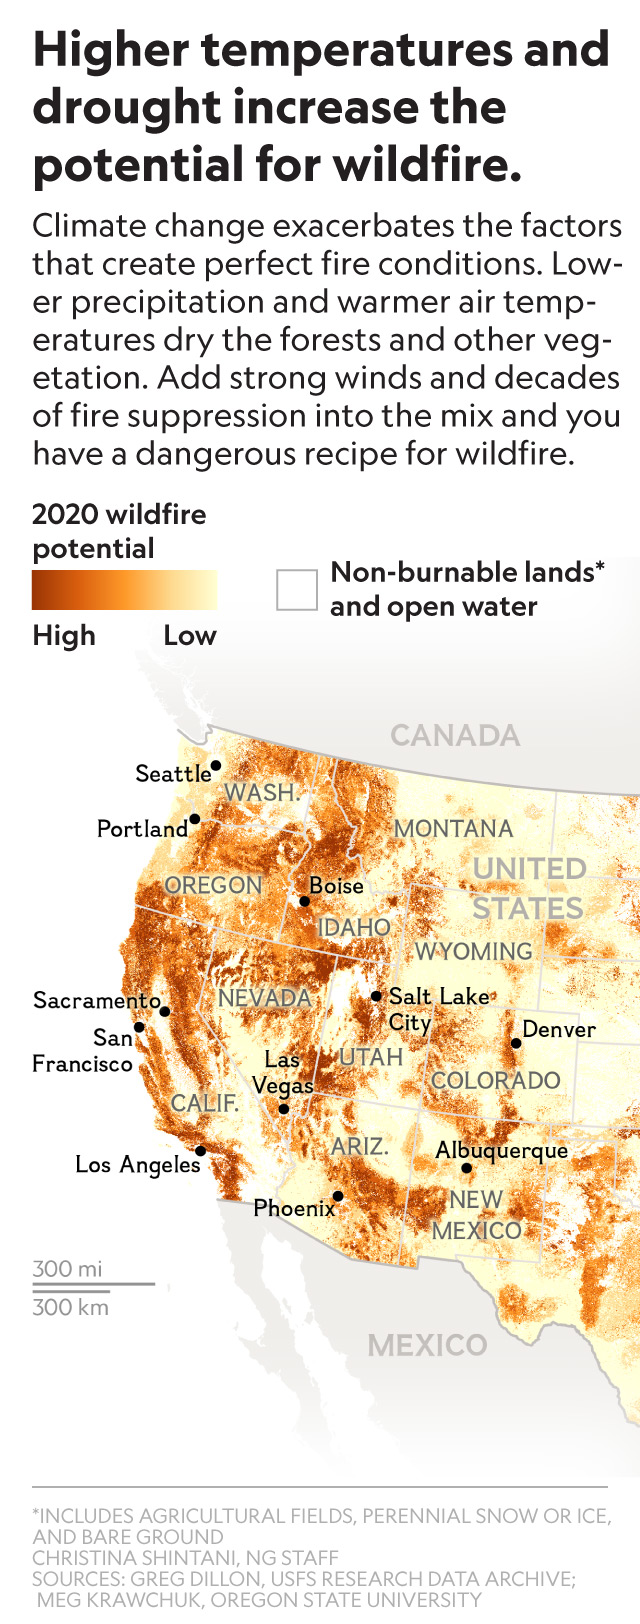 Higher temperatures and
drought increase the
potential for wildfire.
Climate change exacerbates the factors
that create perfect fire conditions. Low-
er precipitation and warmer air temp-
eratures dry the forests and other veg-
etation. Add strong winds and decades
of fire suppression into the mix and you
have a dangerous recipe for wildfire.
2020 wildfire
potential
High Low
Non-burnable lands*
and open water
CANADA
Seattle
WASH.
Portland
MONTANA
UNITED
STATES
OREGON
Boise
IDAHO
WYOMING
Sacramento
NEVADA
Salt Lake
City
San
Francisco
Denver
Las
Vegas
UTAH
COLORADO
CALIF.
ARIZ.
Albuquerque
Los Angeles
Phoenix
NEW
MEXICO
300 mi
300 km
MEXICO
*INCLUDES AGRICULTURAL FIELDS, PERENNIAL SNOW OR ICE,
AND BARE GROUND
CHRISTINA SHINTANI, NG STAFF
SOURCES: GREG DILLON, USFS RESEARCH DATA ARCHIVE;
MEG KRAWCHUK, OREGON STATE UNIVERSITY